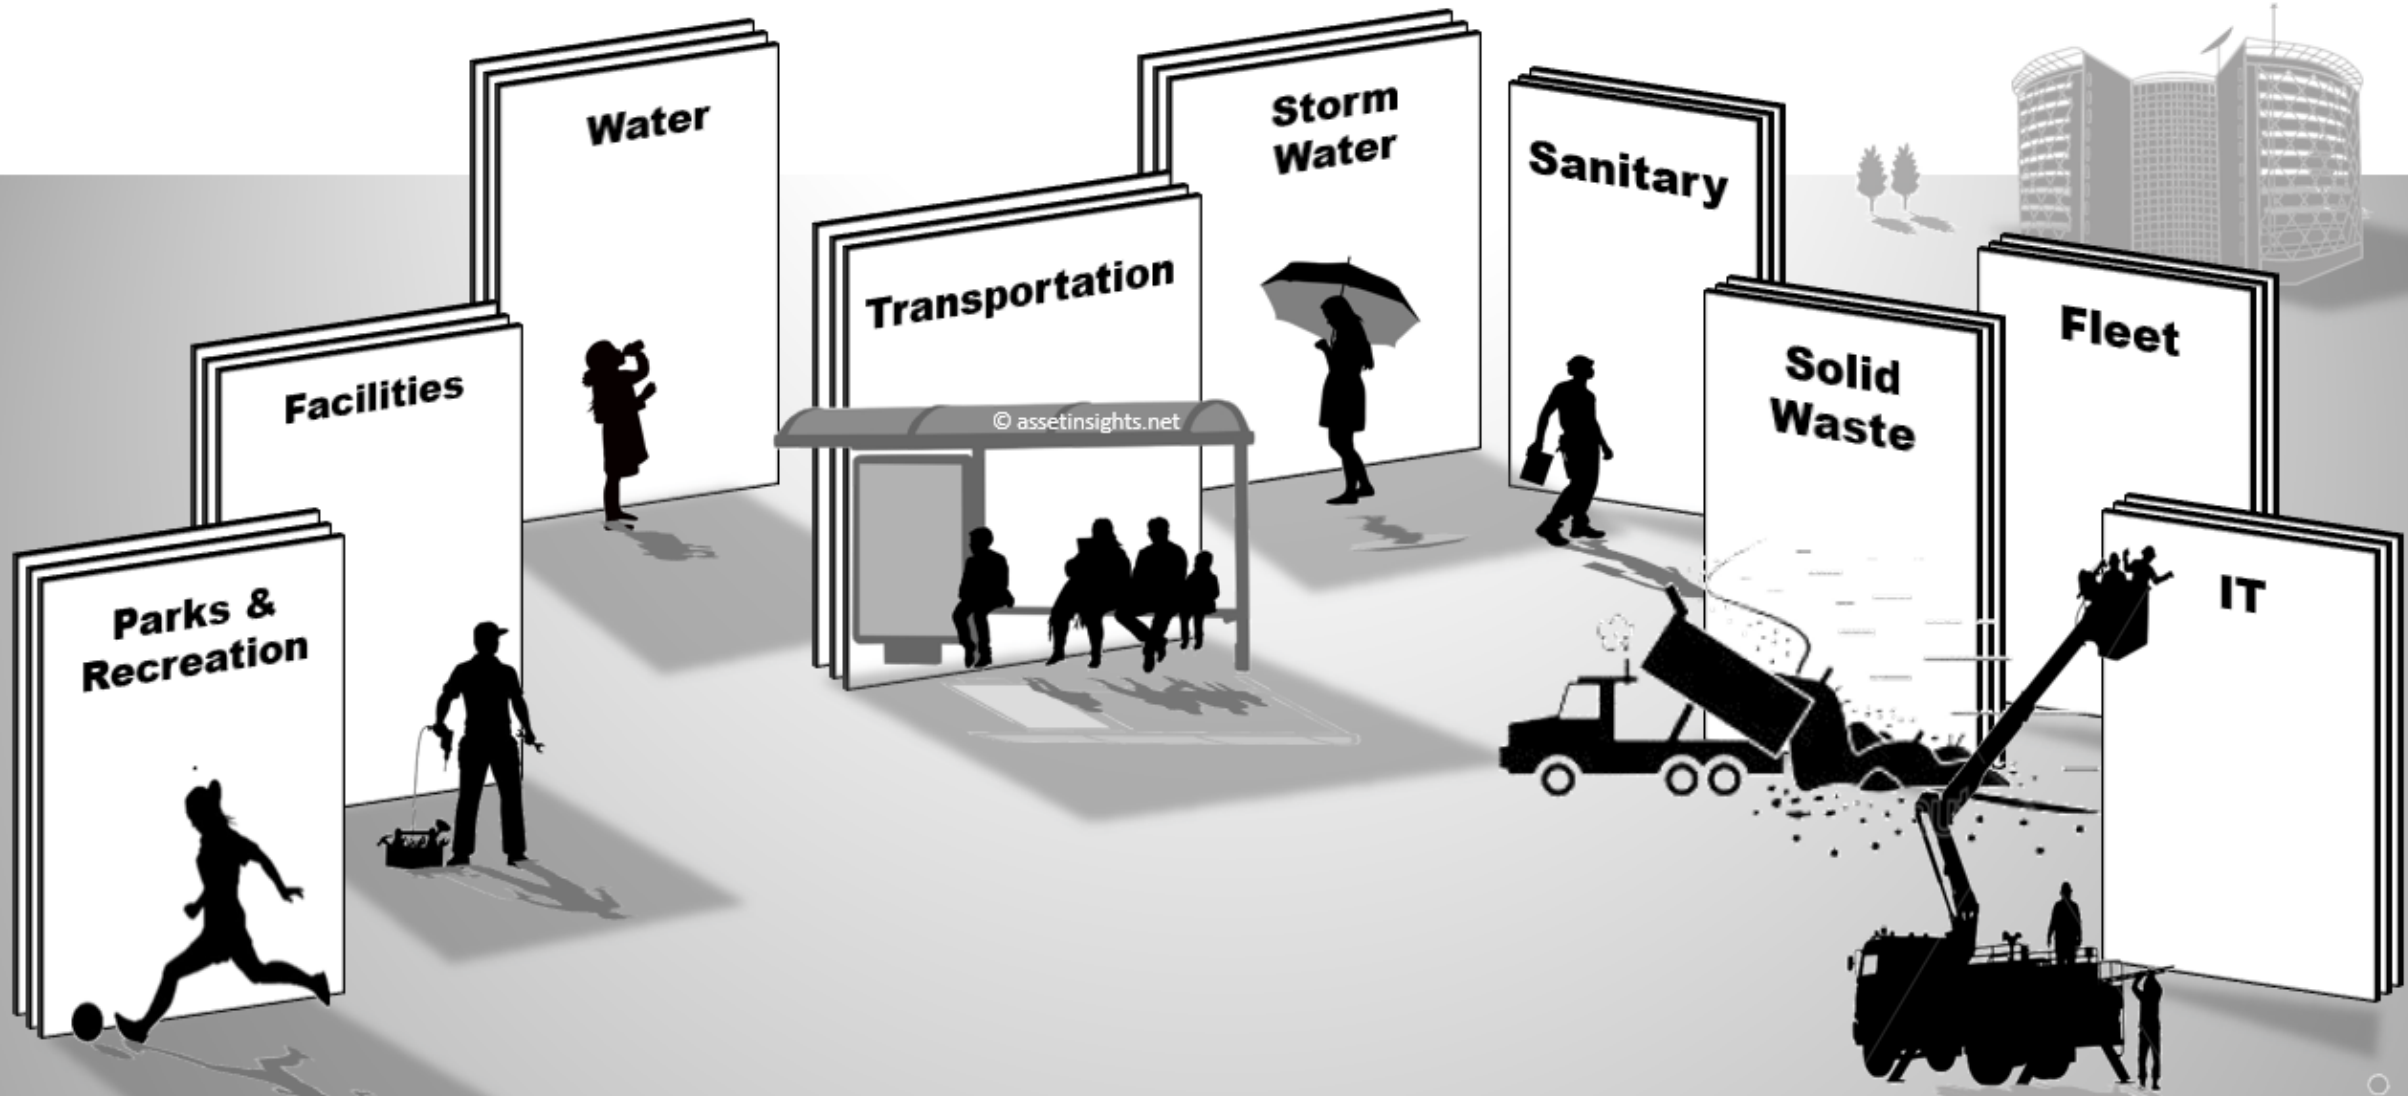 Water
Storm
Water
Sanitary
Transportation
Fleet
Facilities
Solid
Waste
© assetinsights.net
IT
Parks &
Recreation